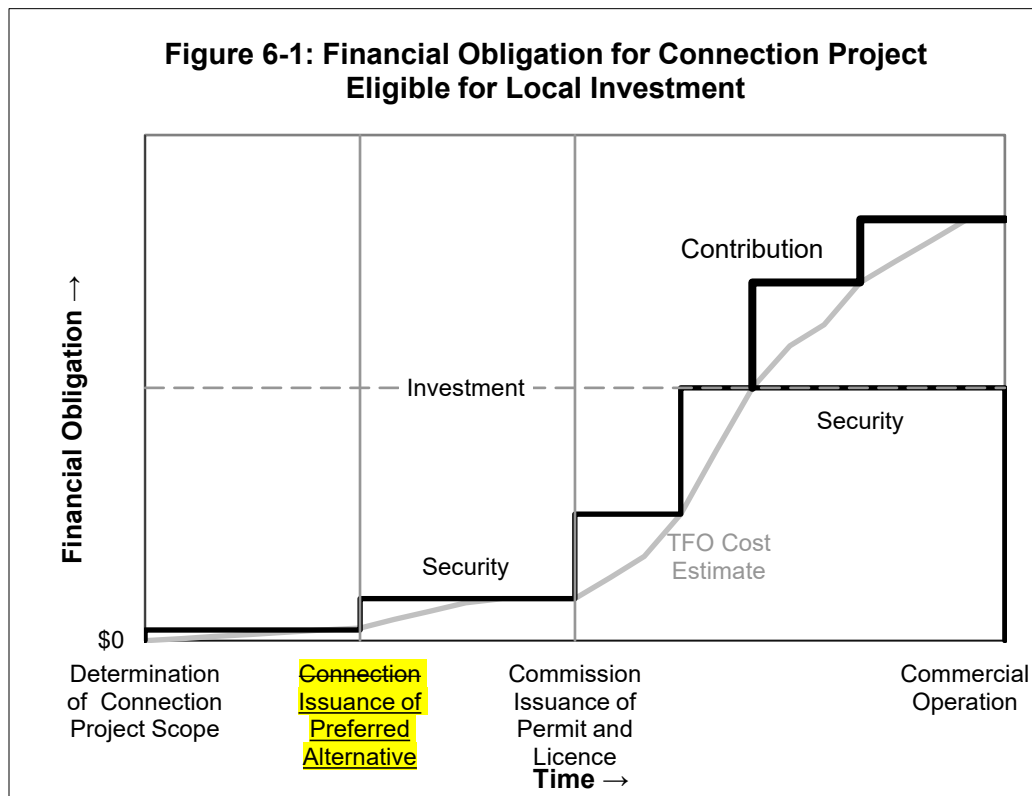 Figure 6-1: Financial Obligation for Connection Project
Eligible for Local Investment
Financial Obligation →
Contribution
Investment
Security
TFO Cost
Estimate
Security
$0
Determination
of Connection
Project Scope
Connection
Issuance of
Preferred
Alternative
Commission
Issuance of
Permit and
Licence
Commercial
Operation
Time →